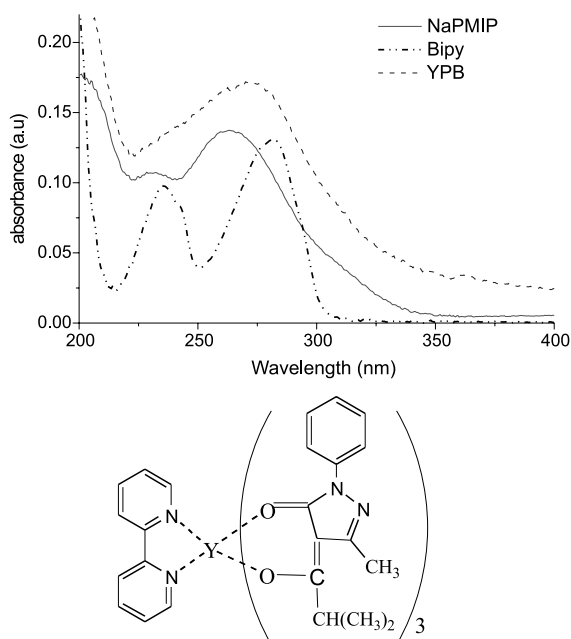 NaPMIP
Bipy
YPB
0.20
0.15
0.10
0.05
0.00
absorbance (a.u)
200 250 300 350 400
Wavelength (nm)
N
N
Y
O
O
N
N
CH3
C
CH(CH3)2
3